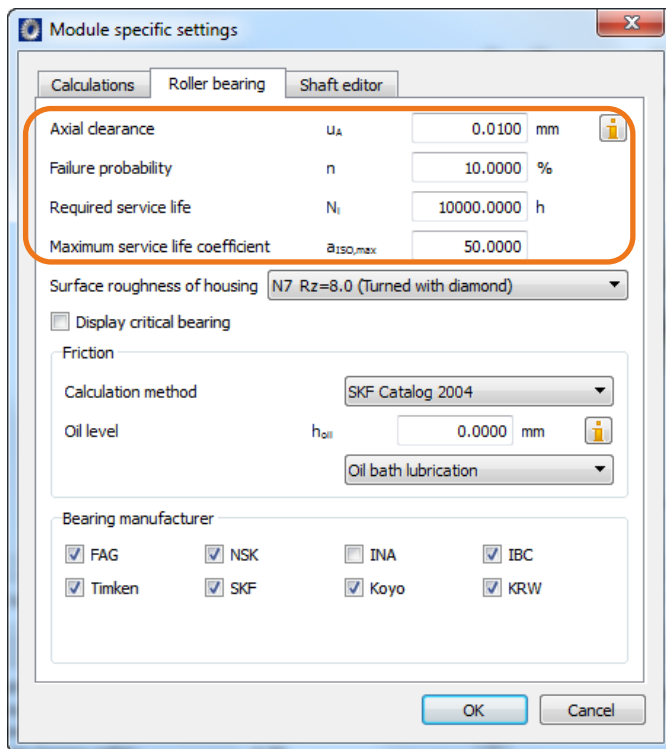 Module specific settings
Calculations Roller bearing Shaft editor
Axial clearance uA 0.0100 mm
Failure probability n 10.0000 %
Required service life Nl 10000.0000 h
Maximum service life coefficient aISO,max 50.0000
Surface roughness of housing N7 Rz=8.0 (Turned with diamond)
Display critical bearing
Friction
Calculation method SKF Catalog 2004
Oil level hoil 0.0000 mm
Oil bath lubrication
Bearing manufacturer
FAG NSK INA IBC
Timken SKF Koyo KRW
OK Cancel